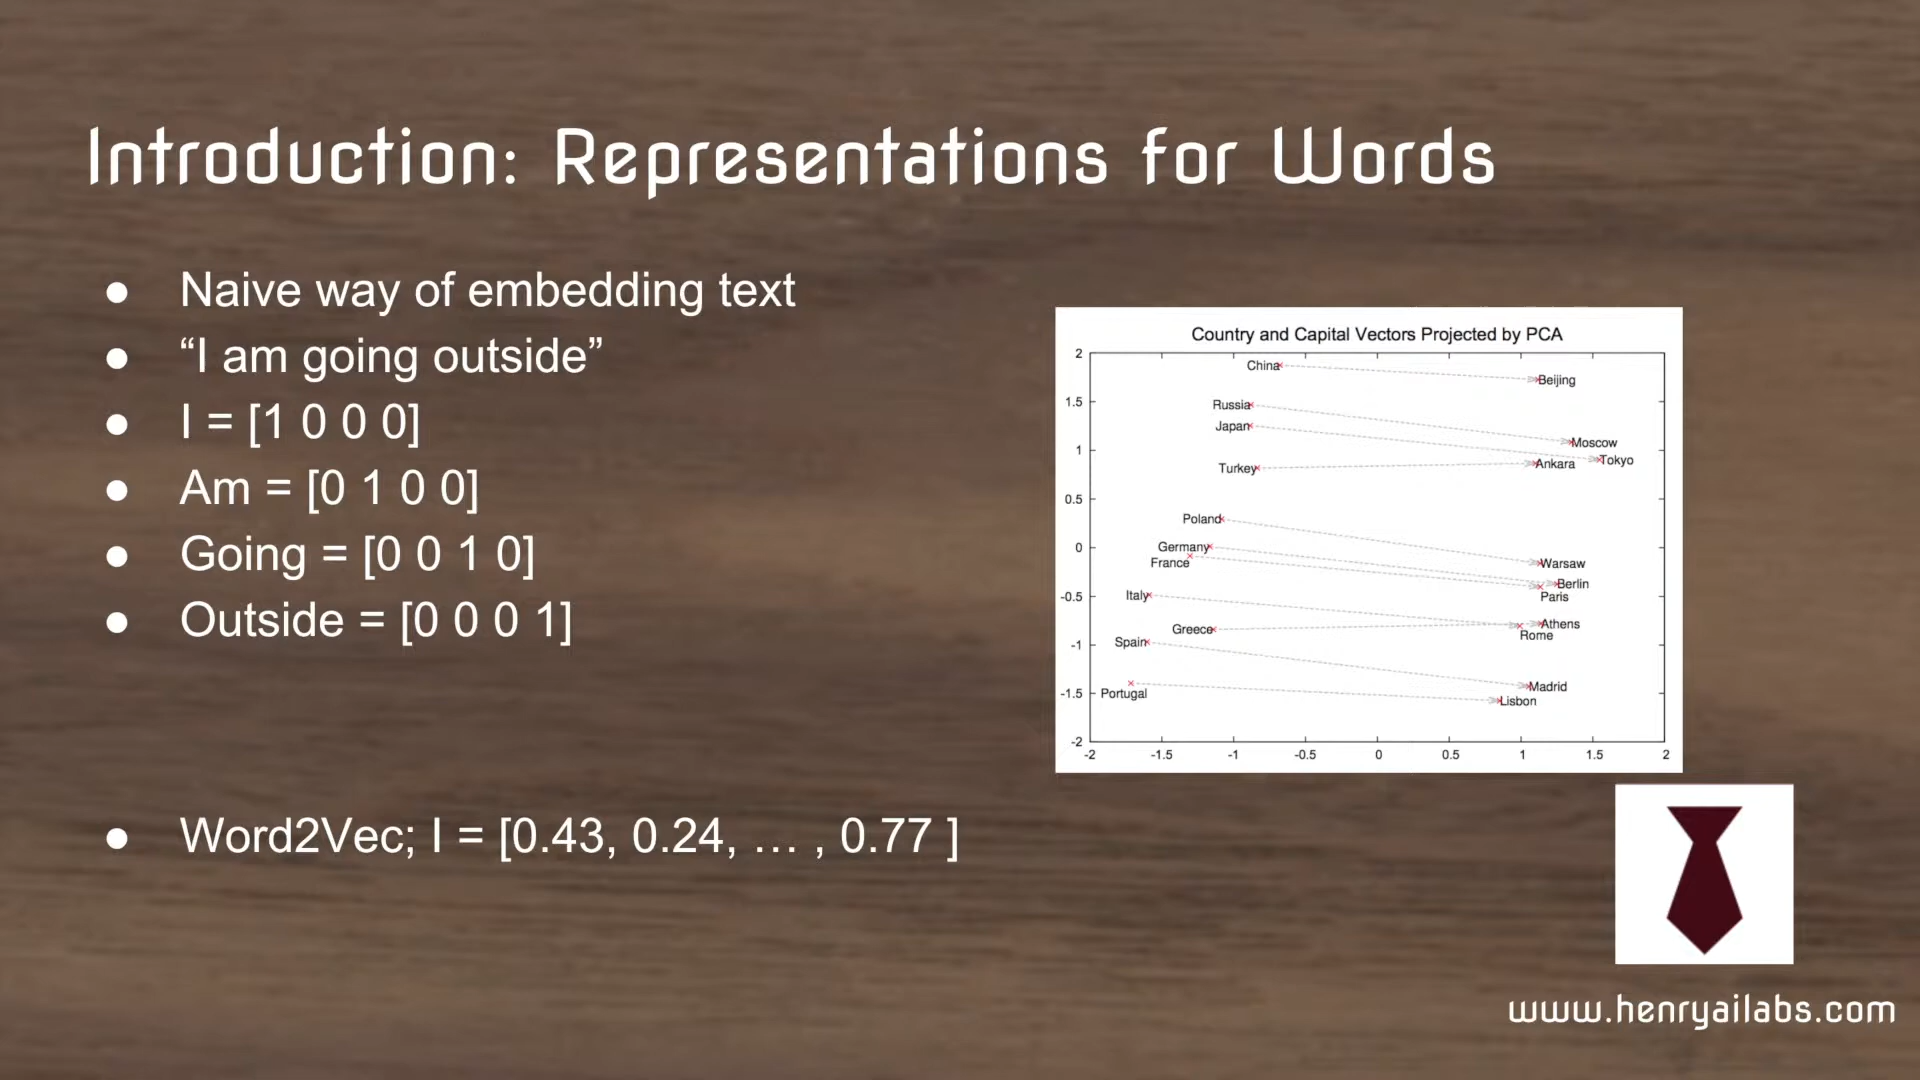 Introduction: Representations for Words
● Naive way of embedding text
● “I am going outside”
● I = [1 0 0 0]
● Am = [0 1 0 0]
● Going = [0 0 1 0]
● Outside = [0 0 0 1]
● Word2Vec; I = [0.43, 0.24, … , 0.77 ]
Country and Capital Vectors Projected by PCA
2
1.5
1
0.5
0
-0.5
-1
-1.5
-2
-2 -1.5 -1 -0.5 0 0.5 1 1.5 2
China Beijing
Russia Moscow
Japan Tokyo
Turkey Ankara
Poland Warsaw
Germany Berlin
France Paris
Italy Rome
Greece Athens
Spain Madrid
Portugal Lisbon
www.henryailabs.com